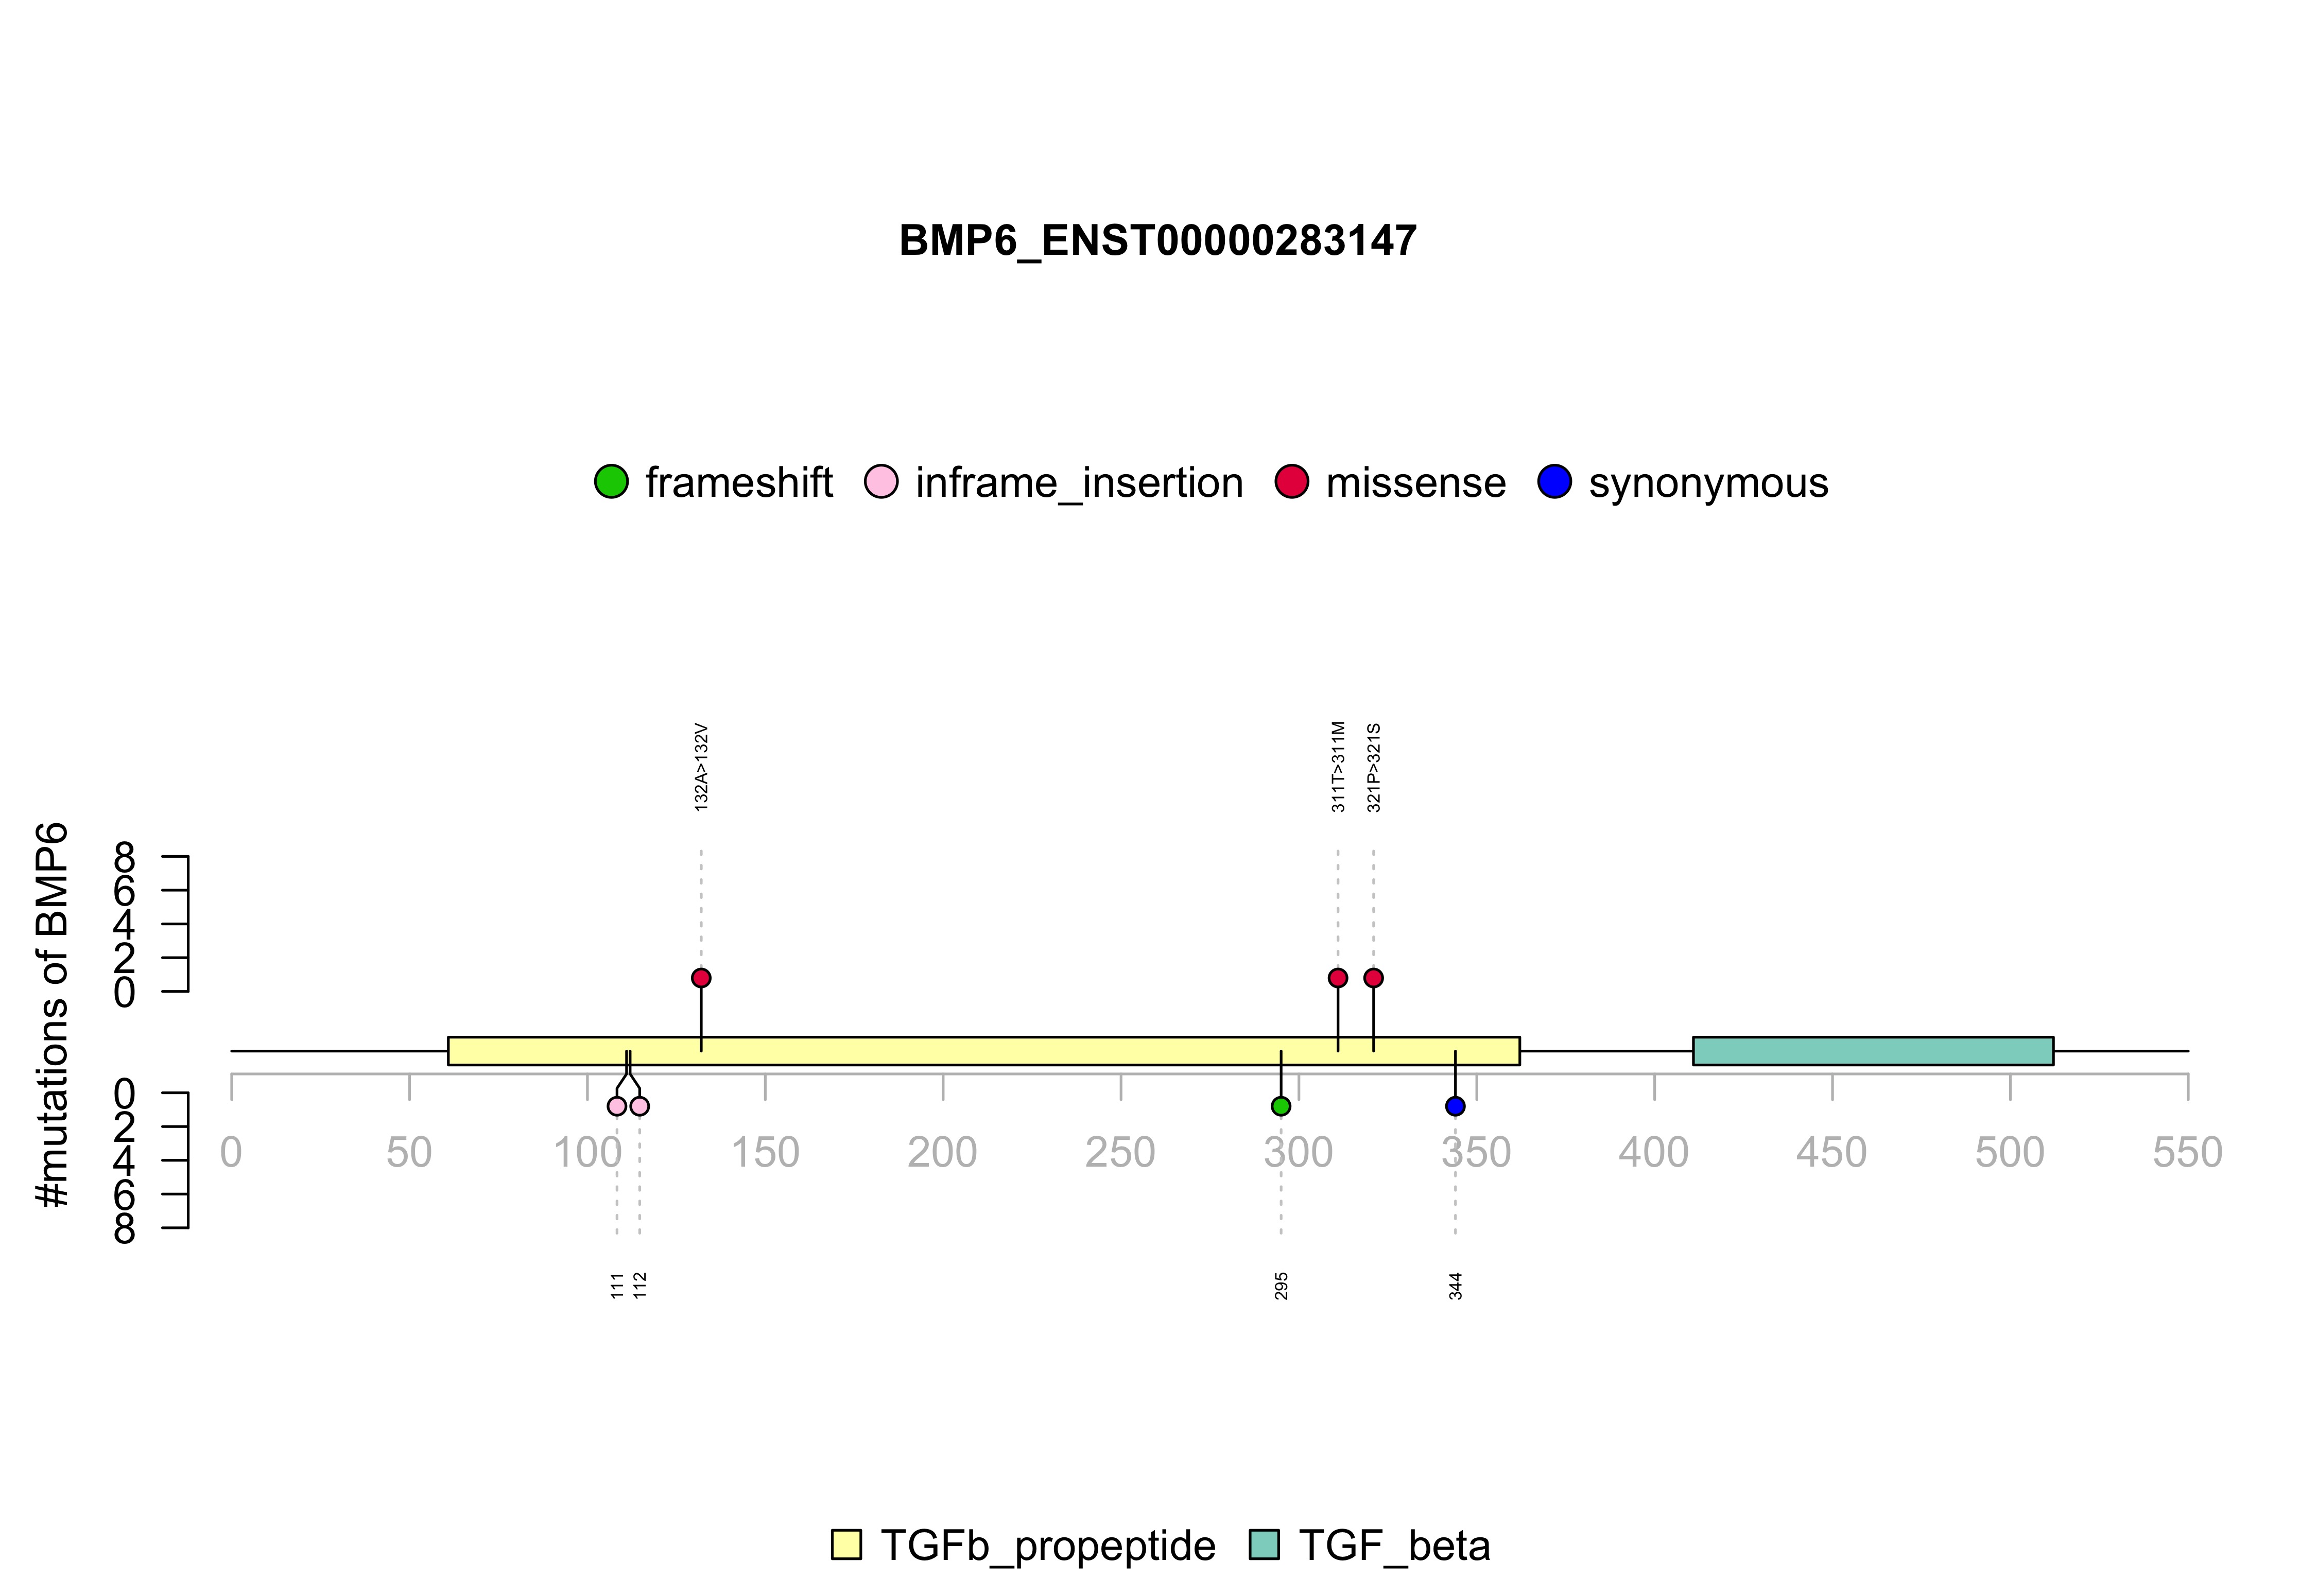 BMP6_ENST00000283147
frameshift inframe_insertion missense synonymous
132A>132V 311T>311M 321P>321S
#mutations of BMP6
8
6
4
2
0
0
2
4
6
8
0 50 100 150 200 250 300 350 400 450 500 550
111 112 295 344
TGFb_propeptide TGF_beta